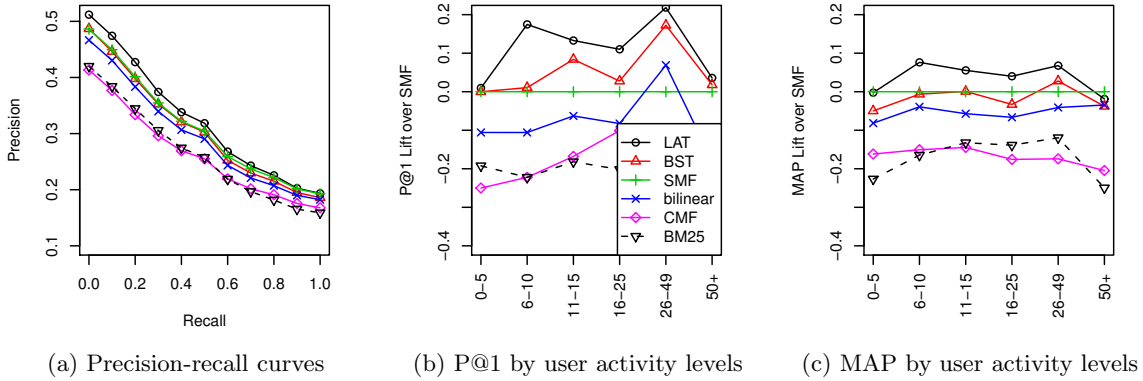 0.5
0.4
0.3
0.2
0.1
Precision
0.0 0.2 0.4 0.6 0.8 1.0
Recall
(a) Precision-recall curves
0.2
0.0
−0.2
−0.4
P@1 Lift over SMF
LAT
BST
SMF
bilinear
CMF
BM25
0−5
6−10
11−15
16−25
26−49
50+
(b) P@1 by user activity levels
0.2
0.0
−0.2
−0.4
MAP Lift over SMF
0−5
6−10
11−15
16−25
26−49
50+
(c) MAP by user activity levels